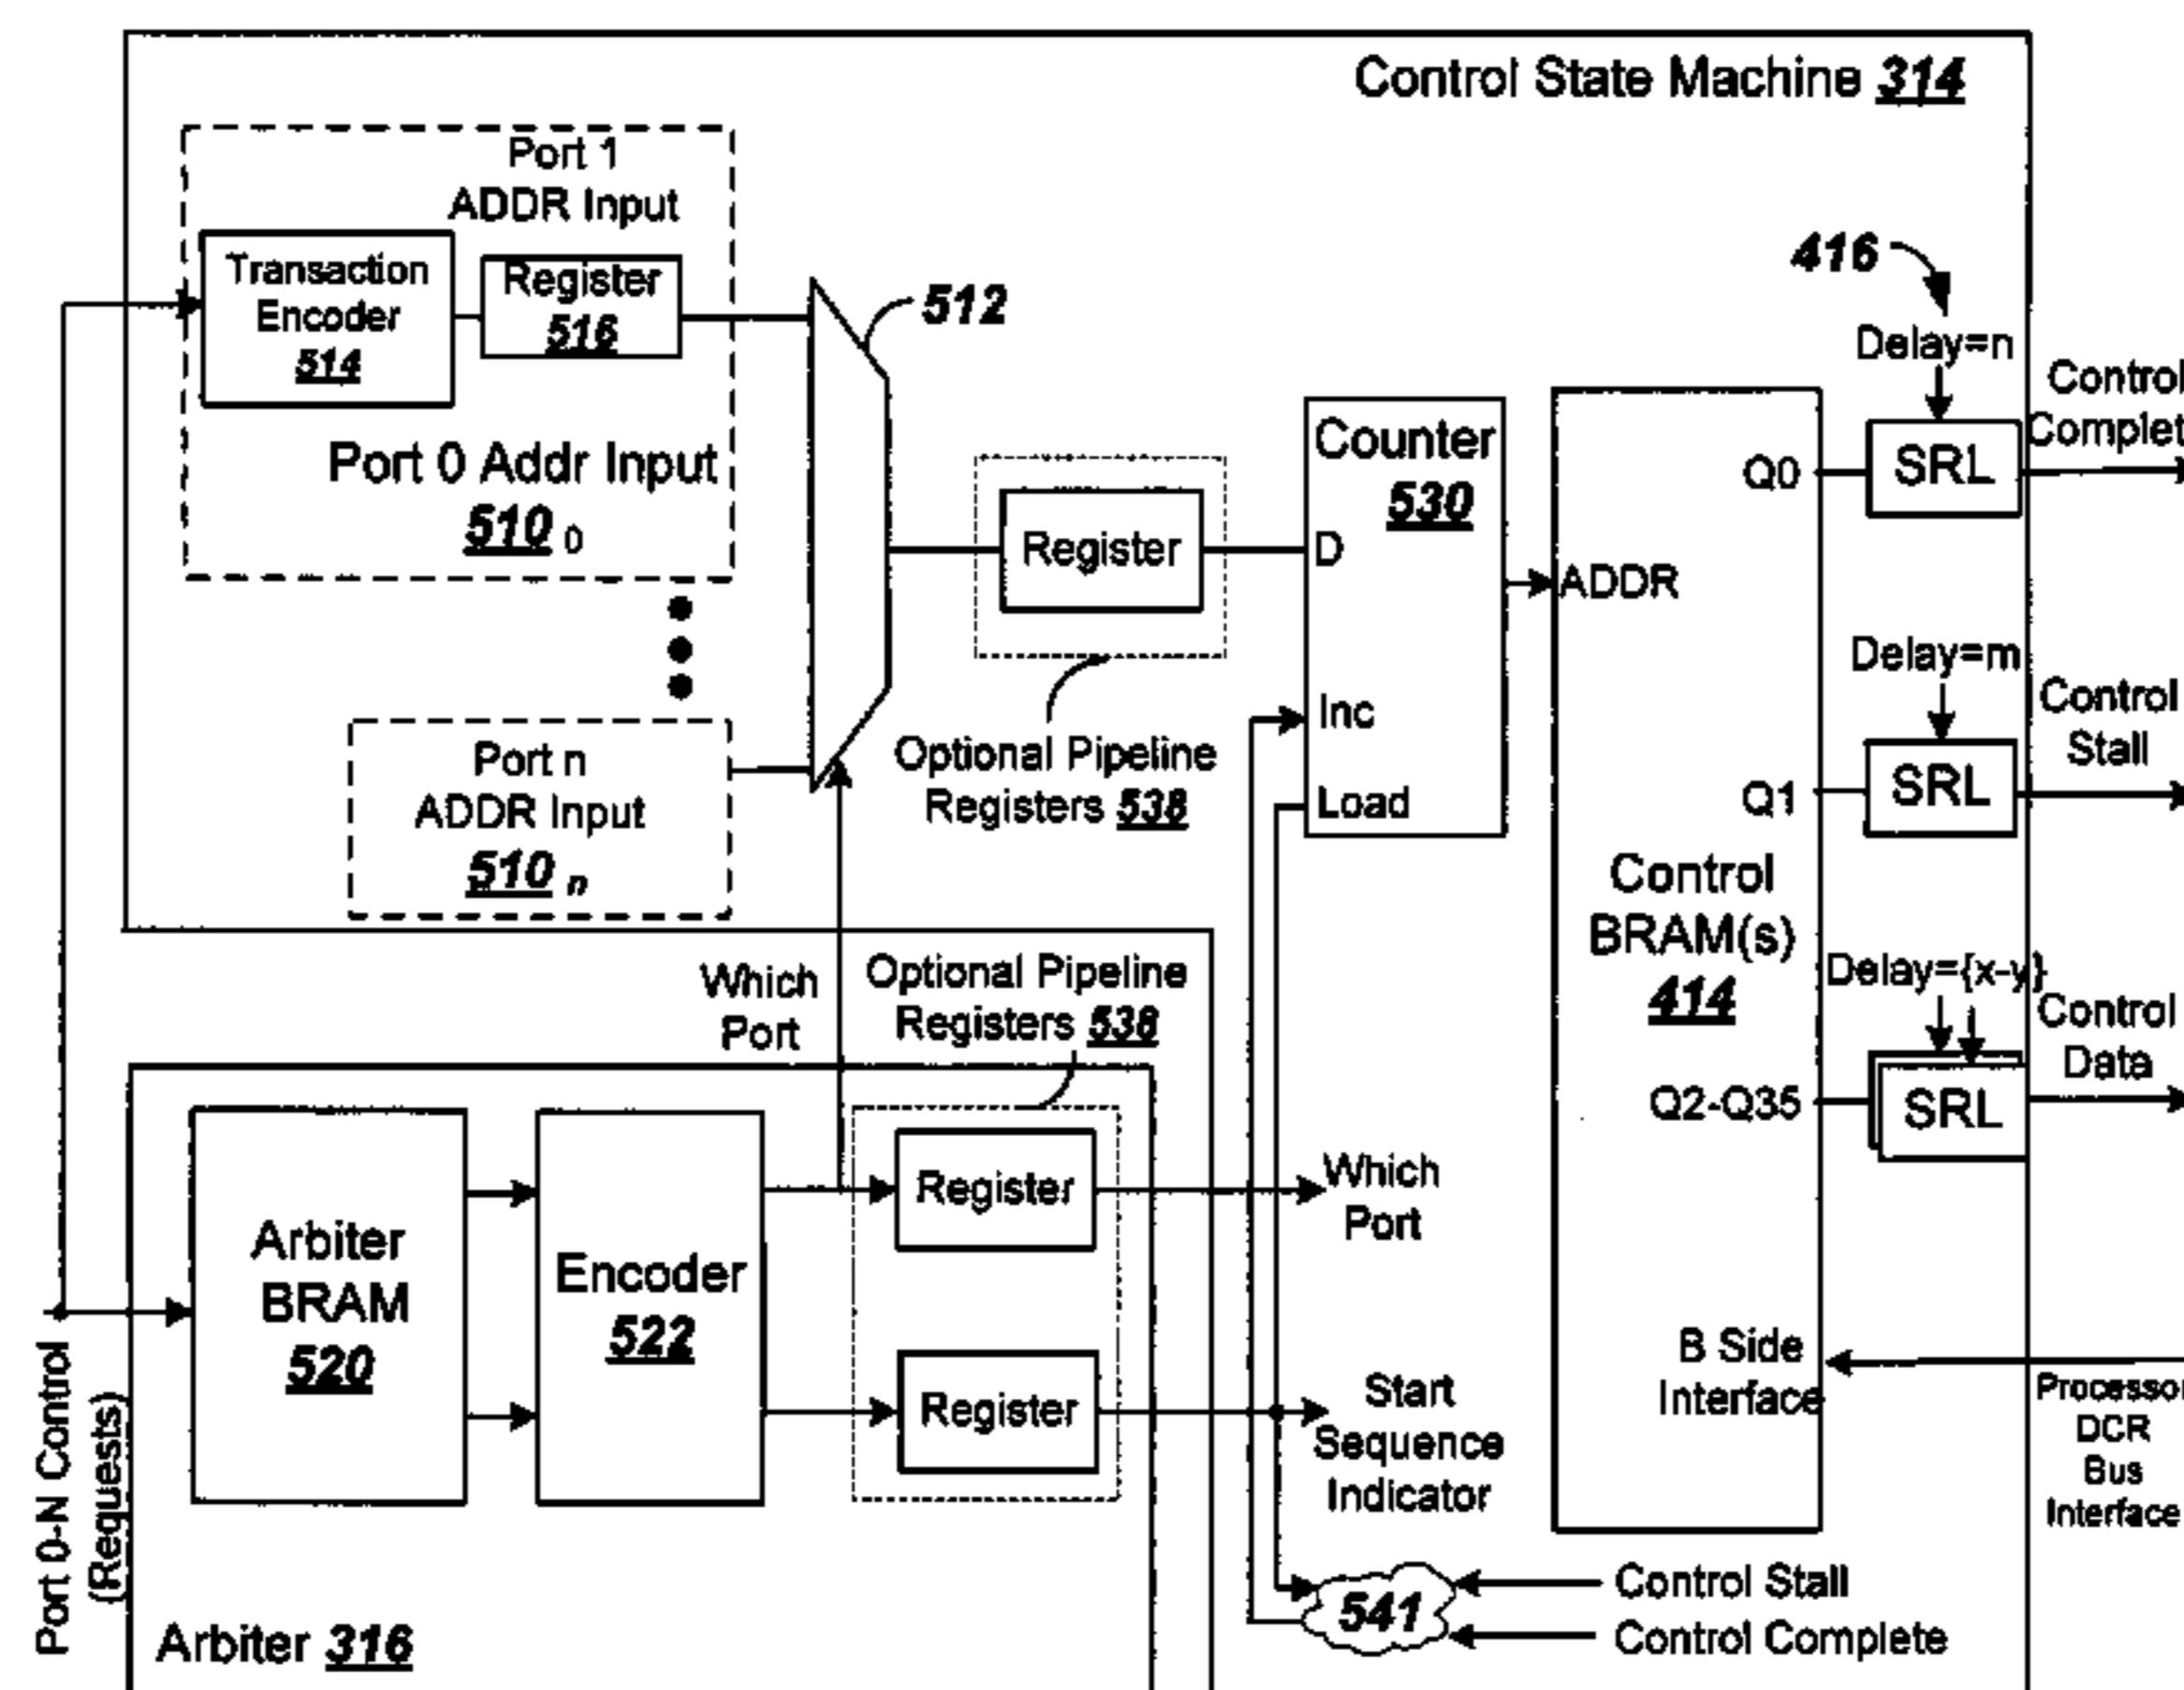 Control State Machine 314
Port 1
ADDR Input
Transaction
Encoder
514
Register
516
Port 0 Addr Input
510 0
512
Port n
ADDR Input
510 n
Register
Optional Pipeline
Registers 538
Counter
530
D
Inc
Load
ADDR
Control
BRAM(s)
414
Q0
Q1
Q2-Q35
B Side
Interface
416
Delay=n
SRL
Control
Complet
Delay=m
SRL
Control
Stall
Delay={x-y}
SRL
Control
Data
Processor
DCR
Bus
Interface
Which
Port
Optional Pipeline
Registers 538
Arbiter
BRAM
520
Encoder
522
Register
Register
Which
Port
Start
Sequence
Indicator
541
Control Stall
Control Complete
Port 0-N Control
(Requests)
Arbiter 316